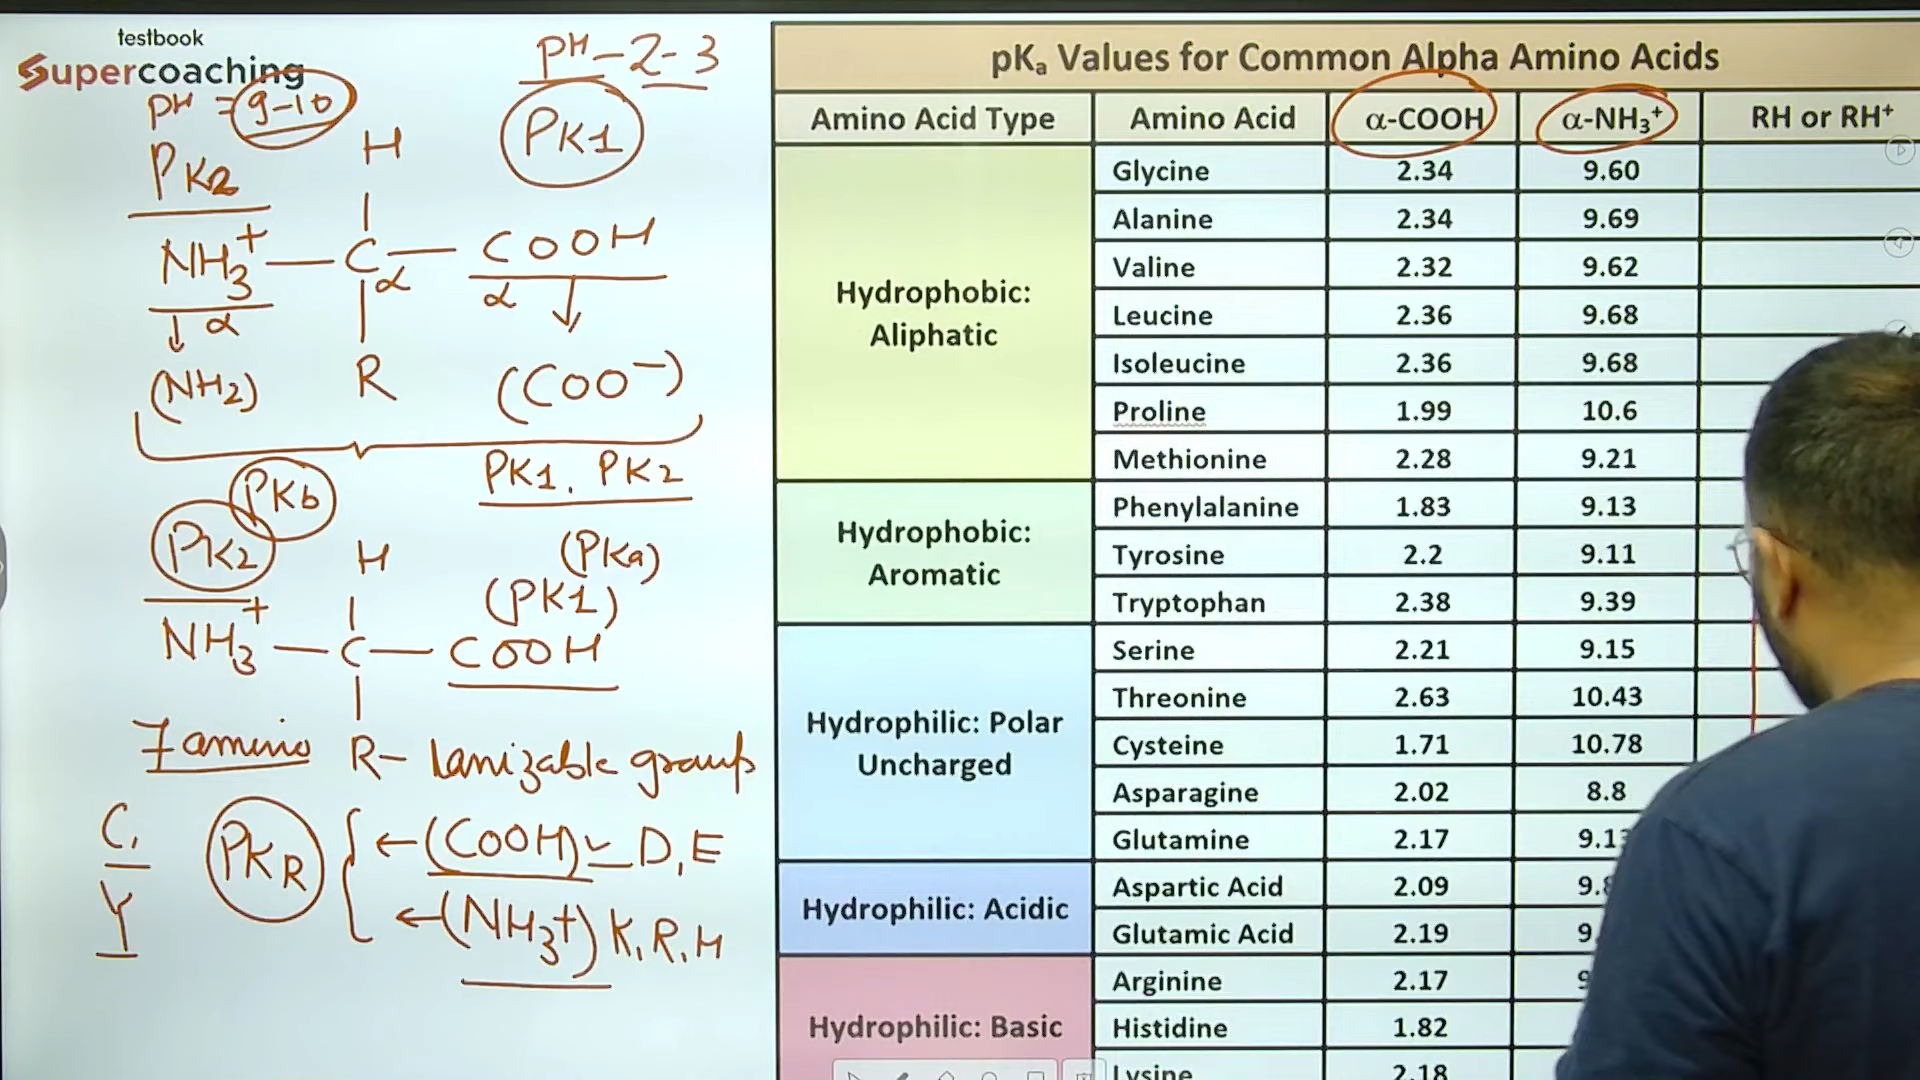 testbook
Supercoaching
pH = 9-10
pH - 2-3
PK1
PK2
H
NH3+ — C — COOH
α α α
(NH2) R (COO−)
PK1, PK2
PKb
PK2
H
(PKa)
(PK1)
NH3+ — C — COOH
7 amino R- Ionizable group
C,
Y
PKR
←(COOH) D, E
←(NH3+) K, R, H
pKa Values for Common Alpha Amino Acids
Amino Acid Type Amino Acid α-COOH α-NH3+ RH or RH+
Hydrophobic: Aliphatic
Glycine 2.34 9.60
Alanine 2.34 9.69
Valine 2.32 9.62
Leucine 2.36 9.68
Isoleucine 2.36 9.68
Proline 1.99 10.6
Methionine 2.28 9.21
Hydrophobic: Aromatic
Phenylalanine 1.83 9.13
Tyrosine 2.2 9.11
Tryptophan 2.38 9.39
Hydrophilic: Polar Uncharged
Serine 2.21 9.15
Threonine 2.63 10.43
Cysteine 1.71 10.78
Asparagine 2.02 8.8
Glutamine 2.17 9.13
Hydrophilic: Acidic
Aspartic Acid 2.09 9.
Glutamic Acid 2.19 9.
Hydrophilic: Basic
Arginine 2.17
Histidine 1.82
Lysine 2.18